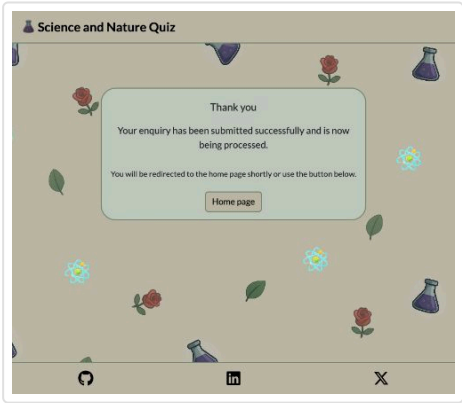 Science and Nature Quiz
Thank you
Your enquiry has been submitted successfully and is now
being processed.
You will be redirected to the home page shortly or use the button below.
Home page